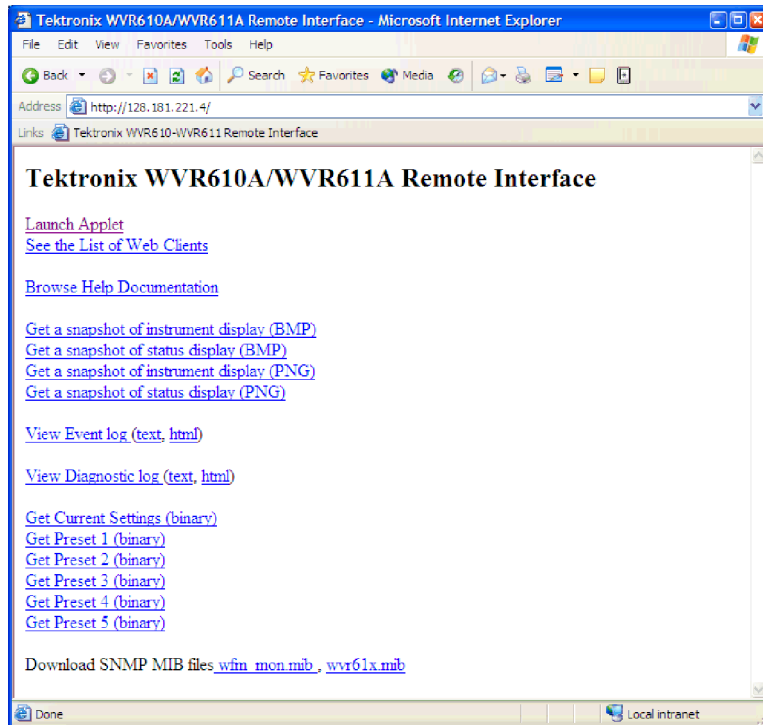 Tektronix WVR610A/WVR611A Remote Interface - Microsoft Internet Explorer
File Edit View Favorites Tools Help
Back Search Favorites Media
Address http://128.181.221.4/
Links Tektronix WVR610-WVR611 Remote Interface
Tektronix WVR610A/WVR611A Remote Interface
Launch Applet
See the List of Web Clients
Browse Help Documentation
Get a snapshot of instrument display (BMP)
Get a snapshot of status display (BMP)
Get a snapshot of instrument display (PNG)
Get a snapshot of status display (PNG)
View Event log (text, html)
View Diagnostic log (text, html)
Get Current Settings (binary)
Get Preset 1 (binary)
Get Preset 2 (binary)
Get Preset 3 (binary)
Get Preset 4 (binary)
Get Preset 5 (binary)
Download SNMP MIB files wfm_mon.mib , wvr61x.mib
Done Local intranet